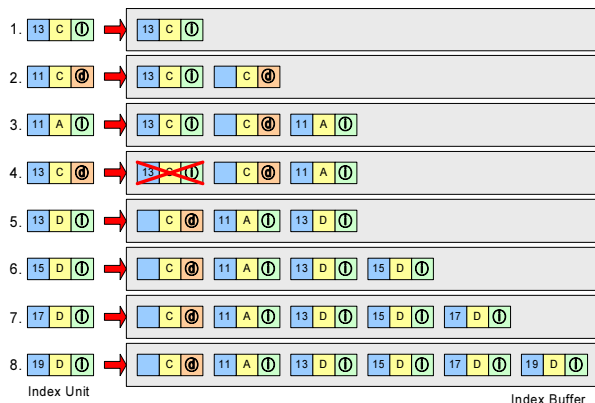 1. 13 C ⓘ 13 C ⓘ
2. 11 C ⓓ 13 C ⓘ C ⓓ
3. 11 A ⓘ 13 C ⓘ C ⓓ 11 A ⓘ
4. 13 C ⓓ 13 C ⓘ C ⓓ 11 A ⓘ
5. 13 D ⓘ C ⓓ 11 A ⓘ 13 D ⓘ
6. 15 D ⓘ C ⓓ 11 A ⓘ 13 D ⓘ 15 D ⓘ
7. 17 D ⓘ C ⓓ 11 A ⓘ 13 D ⓘ 15 D ⓘ 17 D ⓘ
8. 19 D ⓘ C ⓓ 11 A ⓘ 13 D ⓘ 15 D ⓘ 17 D ⓘ 19 D ⓘ
Index Unit
Index Buffer